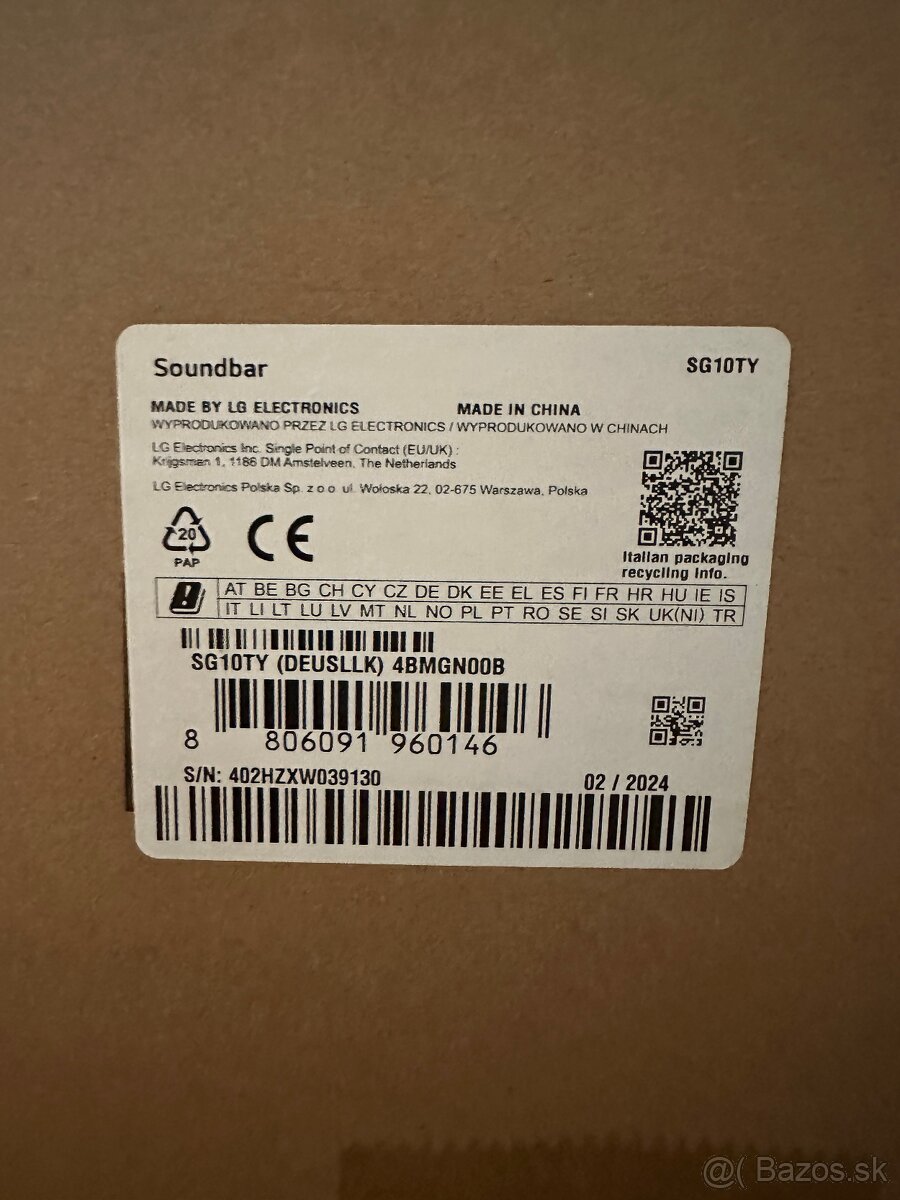 Soundbar SG10TY
MADE BY LG ELECTRONICS MADE IN CHINA
WYPRODUKOWANO PRZEZ LG ELECTRONICS / WYPRODUKOWANO W CHINACH
LG Electronics Inc. Single Point of Contact (EU/UK) :
Krijgsman 1, 1186 DM Amstelveen, The Netherlands
LG Electronics Polska Sp. z o.o. ul. Wołoska 22, 02-675 Warszawa, Polska
20
PAP
CE
Italian packaging
recycling info.
AT BE BG CH CY CZ DE DK EE EL ES FI FR HR HU IE IS
IT LI LT LU LV MT NL NO PL PT RO SE SI SK UK(NI) TR
SG10TY (DEUSLLK) 4BMGN00B
8 806091 960146
S/N: 402HZXW039130 02 / 2024
@( Bazos.sk